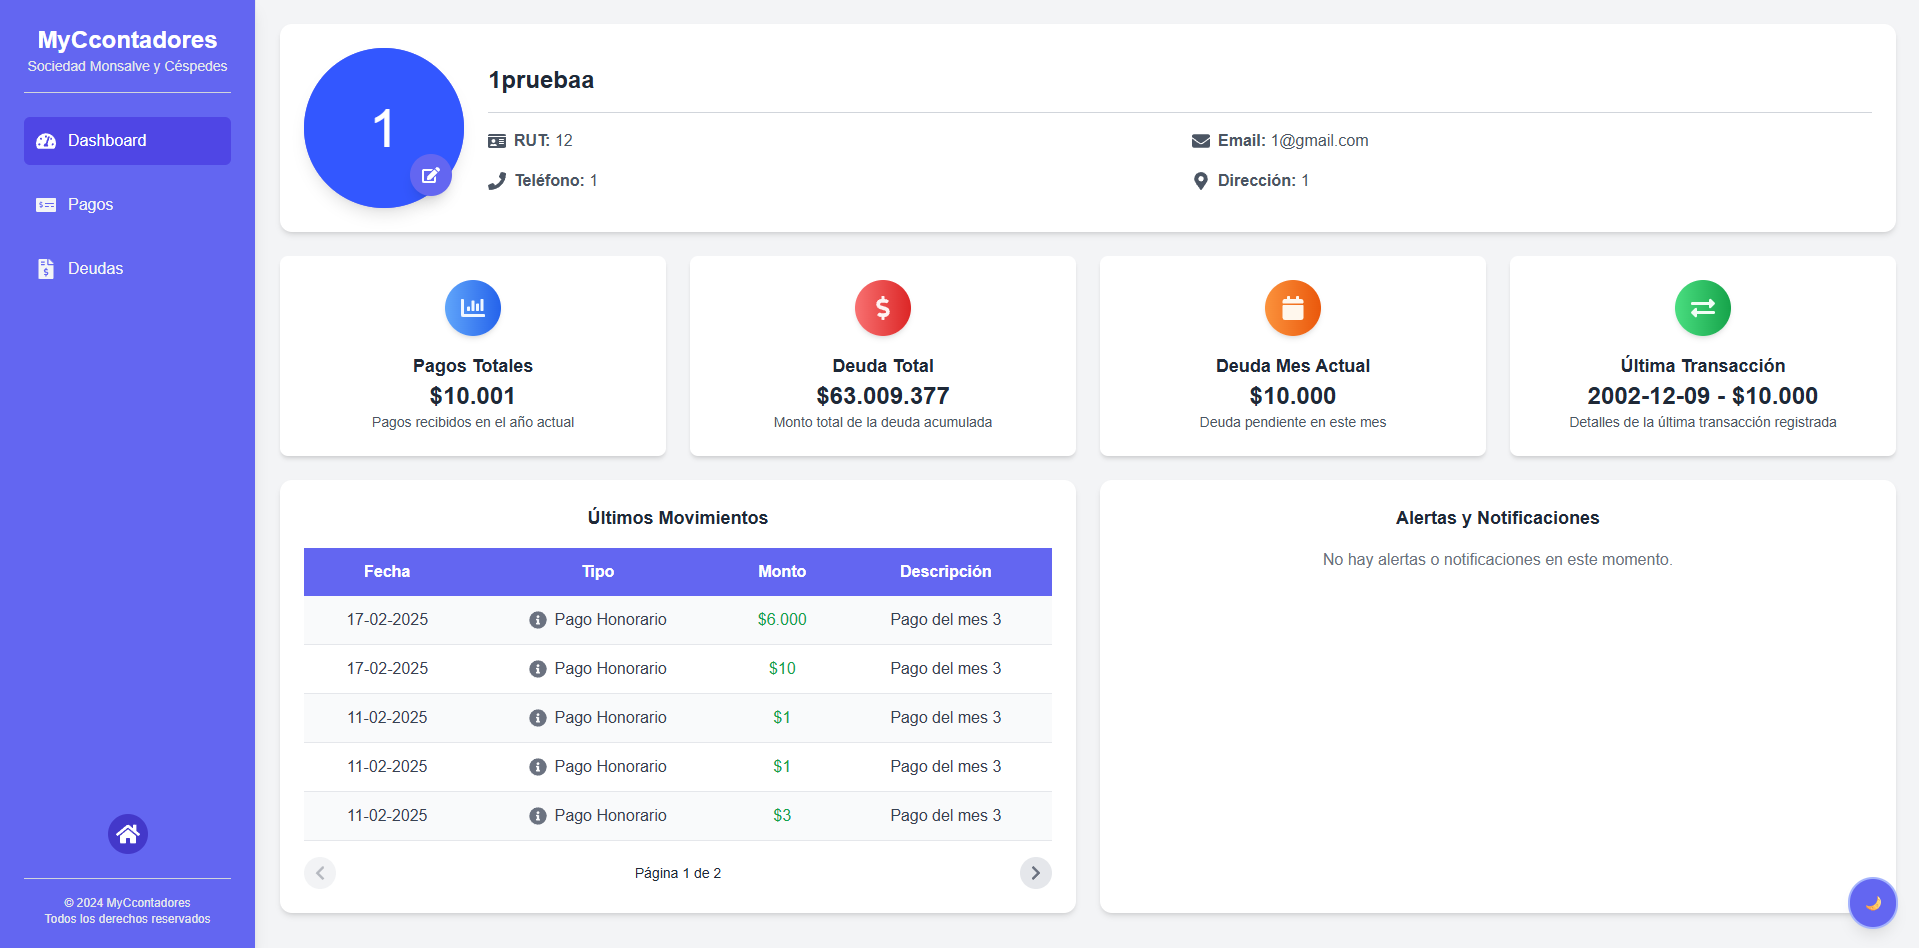 MyCcontadores
Sociedad Monsalve y Céspedes
Dashboard
Pagos
Deudas
© 2024 MyCcontadores
Todos los derechos reservados
1
1pruebaa
RUT: 12
Email: 1@gmail.com
Teléfono: 1
Dirección: 1
Pagos Totales
$10.001
Pagos recibidos en el año actual
Deuda Total
$63.009.377
Monto total de la deuda acumulada
Deuda Mes Actual
$10.000
Deuda pendiente en este mes
Última Transacción
2002-12-09 - $10.000
Detalles de la última transacción registrada
Últimos Movimientos
Fecha Tipo Monto Descripción
17-02-2025 Pago Honorario $6.000 Pago del mes 3
17-02-2025 Pago Honorario $10 Pago del mes 3
11-02-2025 Pago Honorario $1 Pago del mes 3
11-02-2025 Pago Honorario $1 Pago del mes 3
11-02-2025 Pago Honorario $3 Pago del mes 3
Página 1 de 2
Alertas y Notificaciones
No hay alertas o notificaciones en este momento.